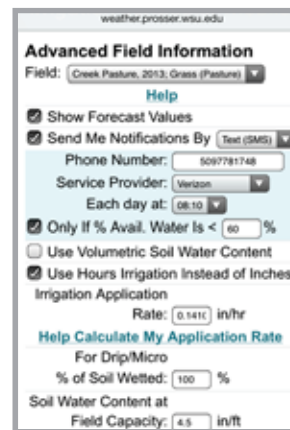 weather.prosser.wsu.edu
Advanced Field Information
Field: Creek Pasture, 2013; Grass (Pasture)
Help
Show Forecast Values
Send Me Notifications By Text (SMS)
Phone Number: 5097781748
Service Provider: Verizon
Each day at: 08:10
Only If % Avail. Water Is < 60 %
Use Volumetric Soil Water Content
Use Hours Irrigation Instead of Inches
Irrigation Application
Rate: 0.1410 in/hr
Help Calculate My Application Rate
For Drip/Micro
% of Soil Wetted: 100 %
Soil Water Content at
Field Capacity: 4.5 in/ft